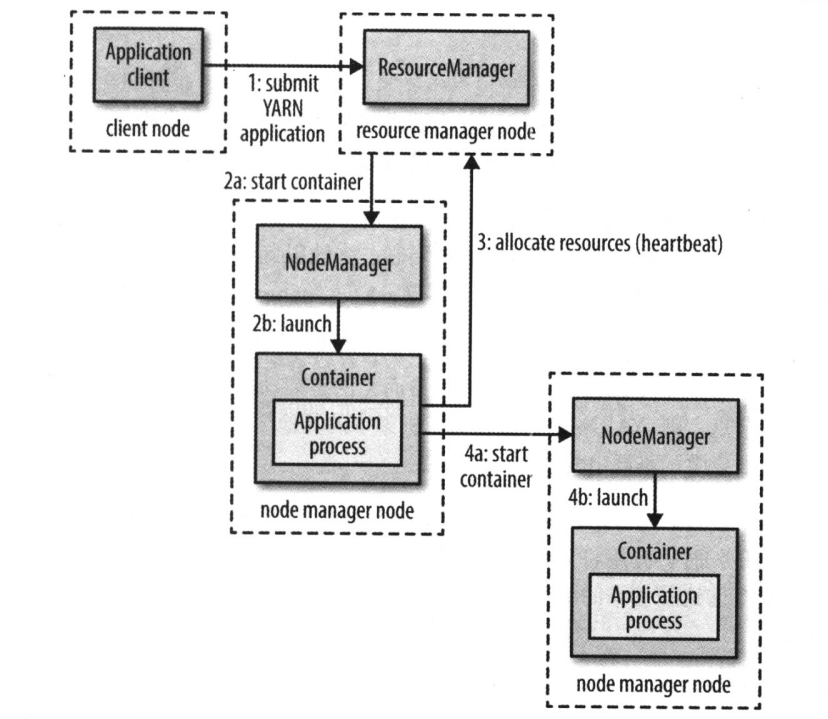 Application
client
client node
1: submit
YARN
application
ResourceManager
resource manager node
2a: start container
NodeManager
2b: launch
Container
Application
process
node manager node
3: allocate resources (heartbeat)
4a: start
container
NodeManager
4b: launch
Container
Application
process
node manager node